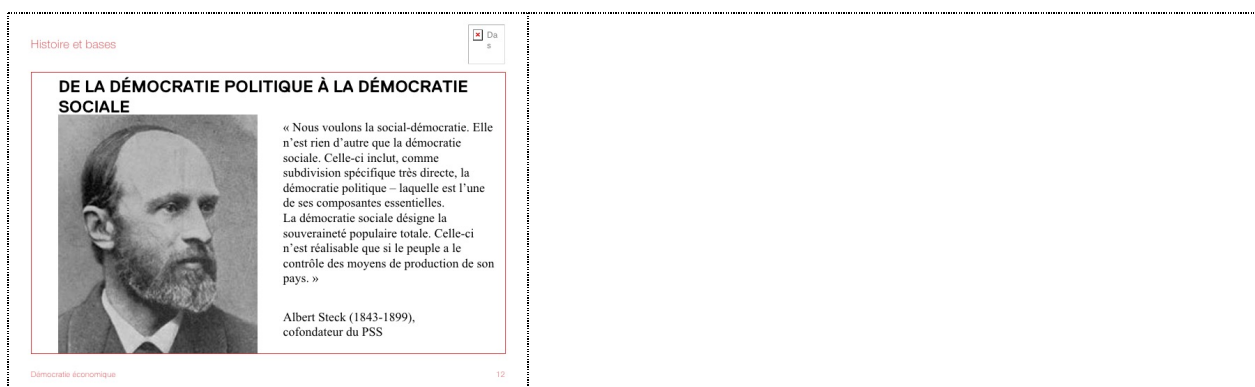 Histoire et bases
Da
s
DE LA DÉMOCRATIE POLITIQUE À LA DÉMOCRATIE
SOCIALE
« Nous voulons la social-démocratie. Elle
n’est rien d’autre que la démocratie
sociale. Celle-ci inclut, comme
subdivision spécifique très directe, la
démocratie politique – laquelle est l’une
de ses composantes essentielles.
La démocratie sociale désigne la
souveraineté populaire totale. Celle-ci
n’est réalisable que si le peuple a le
contrôle des moyens de production de son
pays. »
Albert Steck (1843-1899),
cofondateur du PSS
Démocratie économique
12